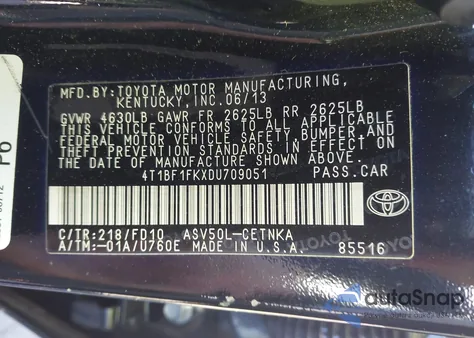 MFD.BY:TOYOTA MOTOR MANUFACTURING,
KENTUCKY,INC.06/13
GVWR 4630LB GAWR FR 2625LB RR 2625LB
THIS VEHICLE CONFORMS TO ALL APPLICABLE
FEDERAL MOTOR VEHICLE SAFETY,BUMPER,AND
THEFT PREVENTION STANDARDS IN EFFECT ON
THE DATE OF MANUFACTURE SHOWN ABOVE.
4T1BF1FKXDU709051
PASS.CAR
C/TR:218/FD10 ASV50L-CETNKA
A/TM:-01A/U760E MADE IN U.S.A.
85516
TOYOTA
autoSnap